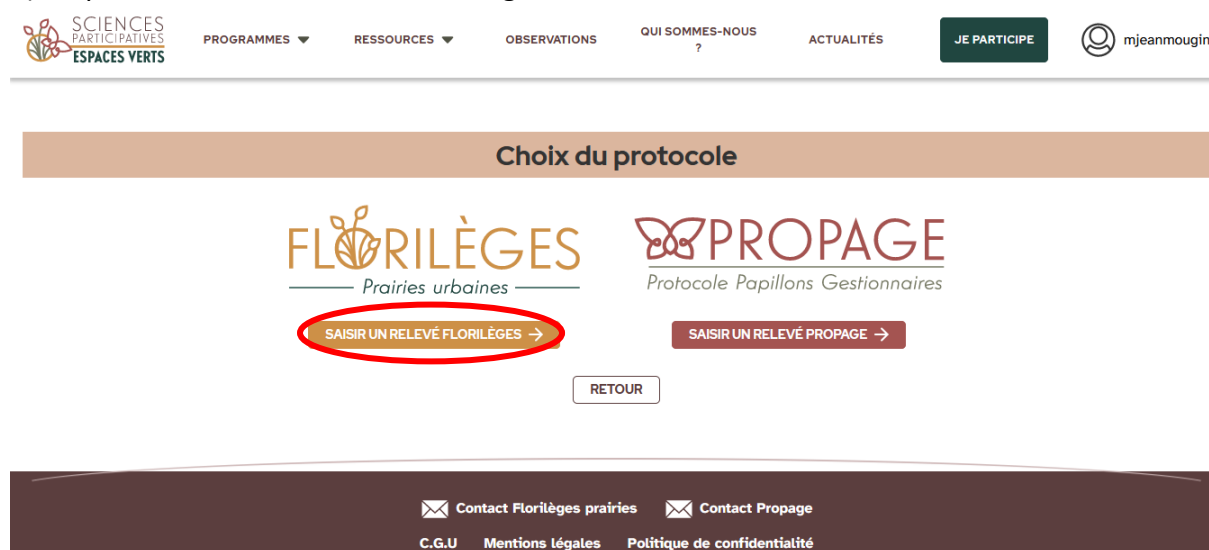 SCIENCES
PARTICIPATIVES
ESPACES VERTS
PROGRAMMES
RESSOURCES
OBSERVATIONS
QUI SOMMES-NOUS
?
ACTUALITÉS
JE PARTICIPE
mjeanmougin
Choix du protocole
FLORILÈGES
Prairies urbaines
PROPAGE
Protocole Papillons Gestionnaires
SAISIR UN RELEVÉ FLORILÈGES →
SAISIR UN RELEVÉ PROPAGE →
RETOUR
Contact Florilèges prairies Contact Propage
C.G.U Mentions légales Politique de confidentialité